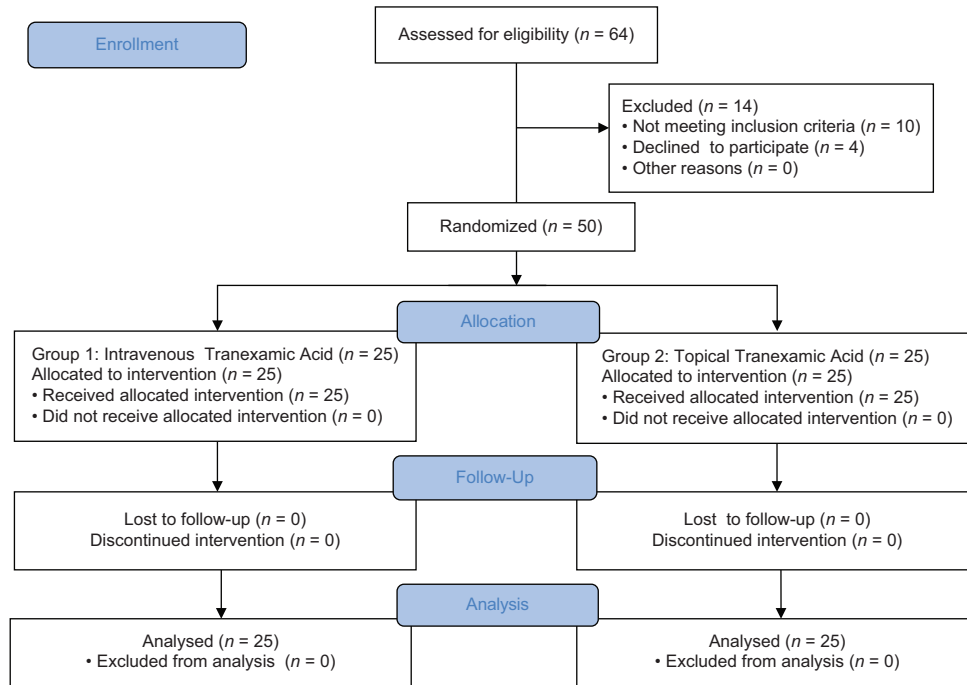 Enrollment
Assessed for eligibility (n = 64)
Excluded (n = 14)
• Not meeting inclusion criteria (n = 10)
• Declined to participate (n = 4)
• Other reasons (n = 0)
Randomized (n = 50)
Allocation
Group 1: Intravenous Tranexamic Acid (n = 25)
Allocated to intervention (n = 25)
• Received allocated intervention (n = 25)
• Did not receive allocated intervention (n = 0)
Group 2: Topical Tranexamic Acid (n = 25)
Allocated to intervention (n = 25)
• Received allocated intervention (n = 25)
• Did not receive allocated intervention (n = 0)
Follow-Up
Lost to follow-up (n = 0)
Discontinued intervention (n = 0)
Lost to follow-up (n = 0)
Discontinued intervention (n = 0)
Analysis
Analysed (n = 25)
• Excluded from analysis (n = 0)
Analysed (n = 25)
• Excluded from analysis (n = 0)